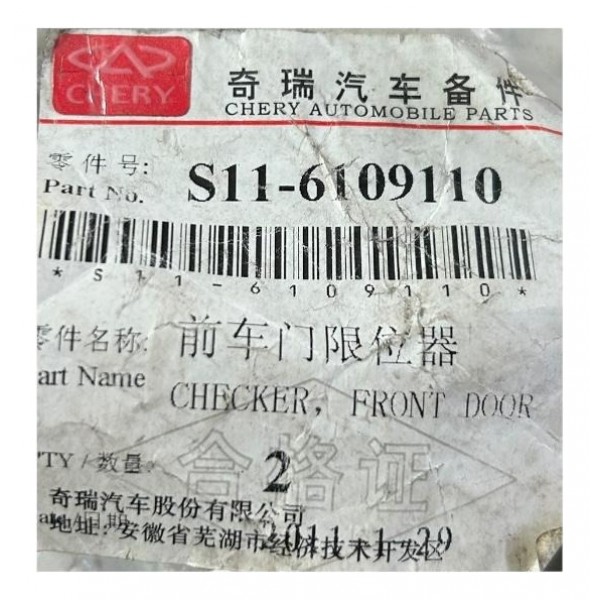 CHERY
奇瑞汽车备件
CHERY AUTOMOBILE PARTS
零件号:
Part No. S11-6109110
*S11-6109110*
零件名称: 前车门限位器
Part Name CHECKER, FRONT DOOR
TY / 数量: 2
合格证
奇瑞汽车股份有限公司
2011-1-29
地址: 安徽省芜湖市经济技术开发区